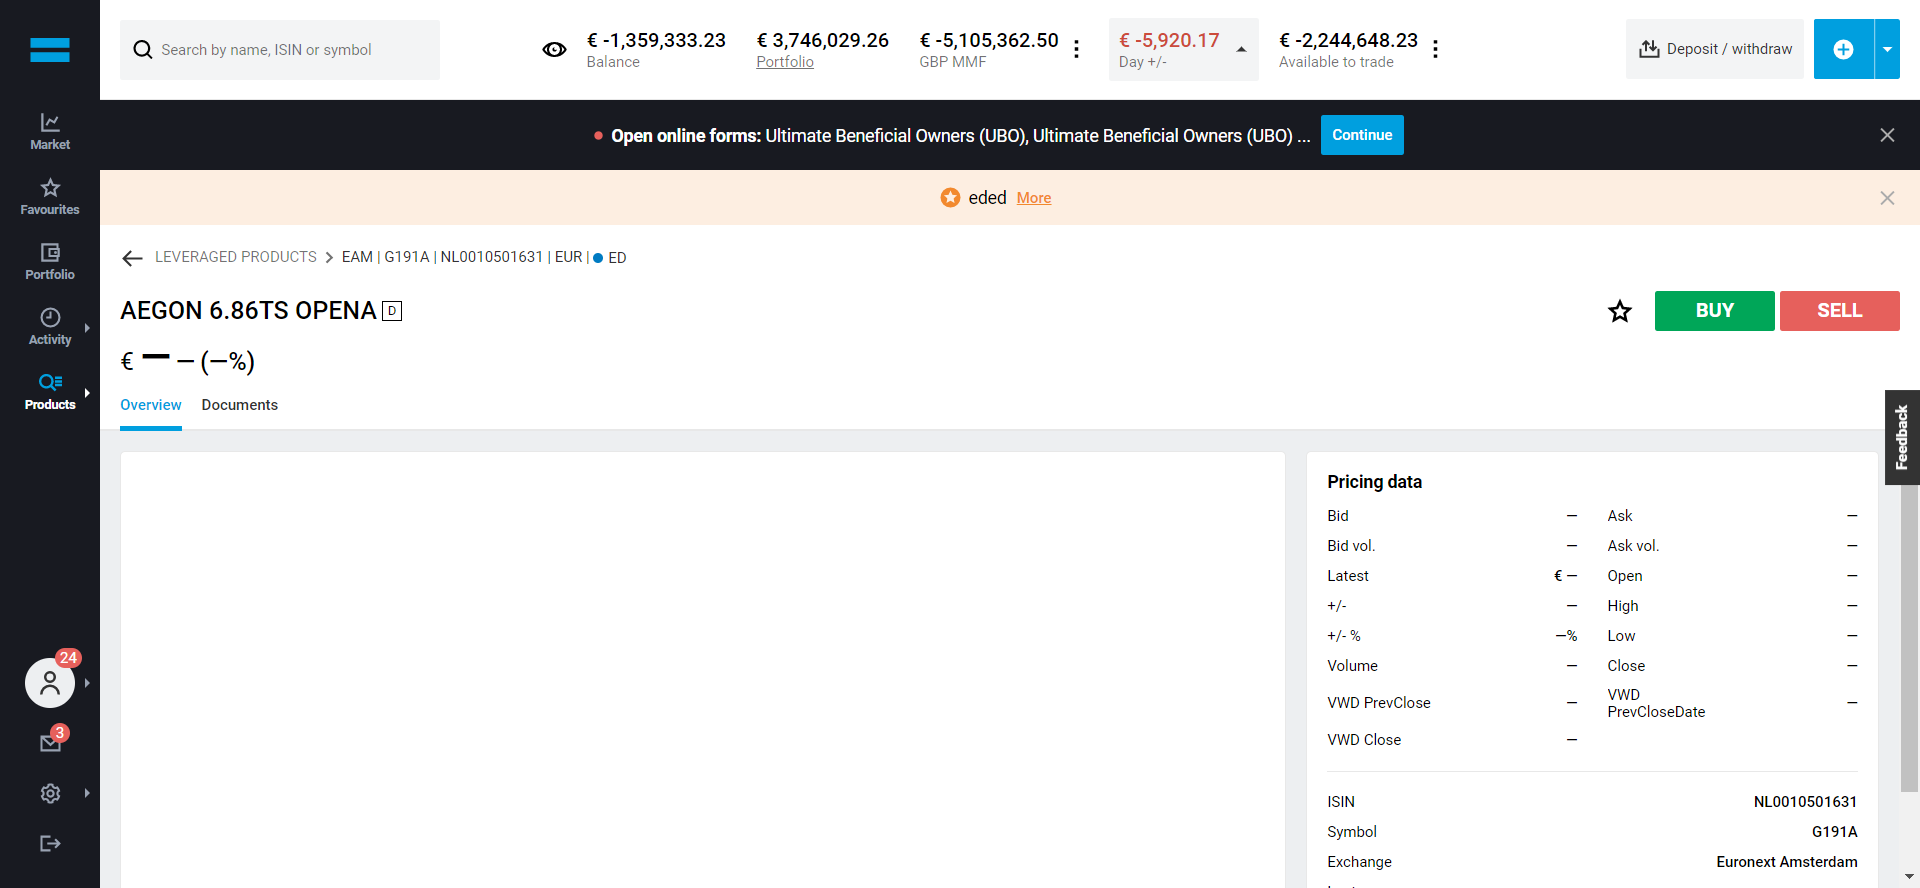 Search by name, ISIN or symbol
€ -1,359,333.23
Balance
€ 3,746,029.26
Portfolio
€ -5,105,362.50
GBP MMF
€ -5,920.17
Day +/-
€ -2,244,648.23
Available to trade
Deposit / withdraw
Market
Favourites
Portfolio
Activity
Products
24
3
Open online forms: Ultimate Beneficial Owners (UBO), Ultimate Beneficial Owners (UBO) ...
Continue
eded More
LEVERAGED PRODUCTS > EAM | G191A | NL0010501631 | EUR | ED
AEGON 6.86TS OPENA D
BUY
SELL
€ — — (—%)
Overview
Documents
Feedback
Pricing data
Bid — Ask —
Bid vol. — Ask vol. —
Latest € — Open —
+/- — High —
+/- % —% Low —
Volume — Close —
VWD PrevClose — VWD PrevCloseDate —
VWD Close —
ISIN NL0010501631
Symbol G191A
Exchange Euronext Amsterdam